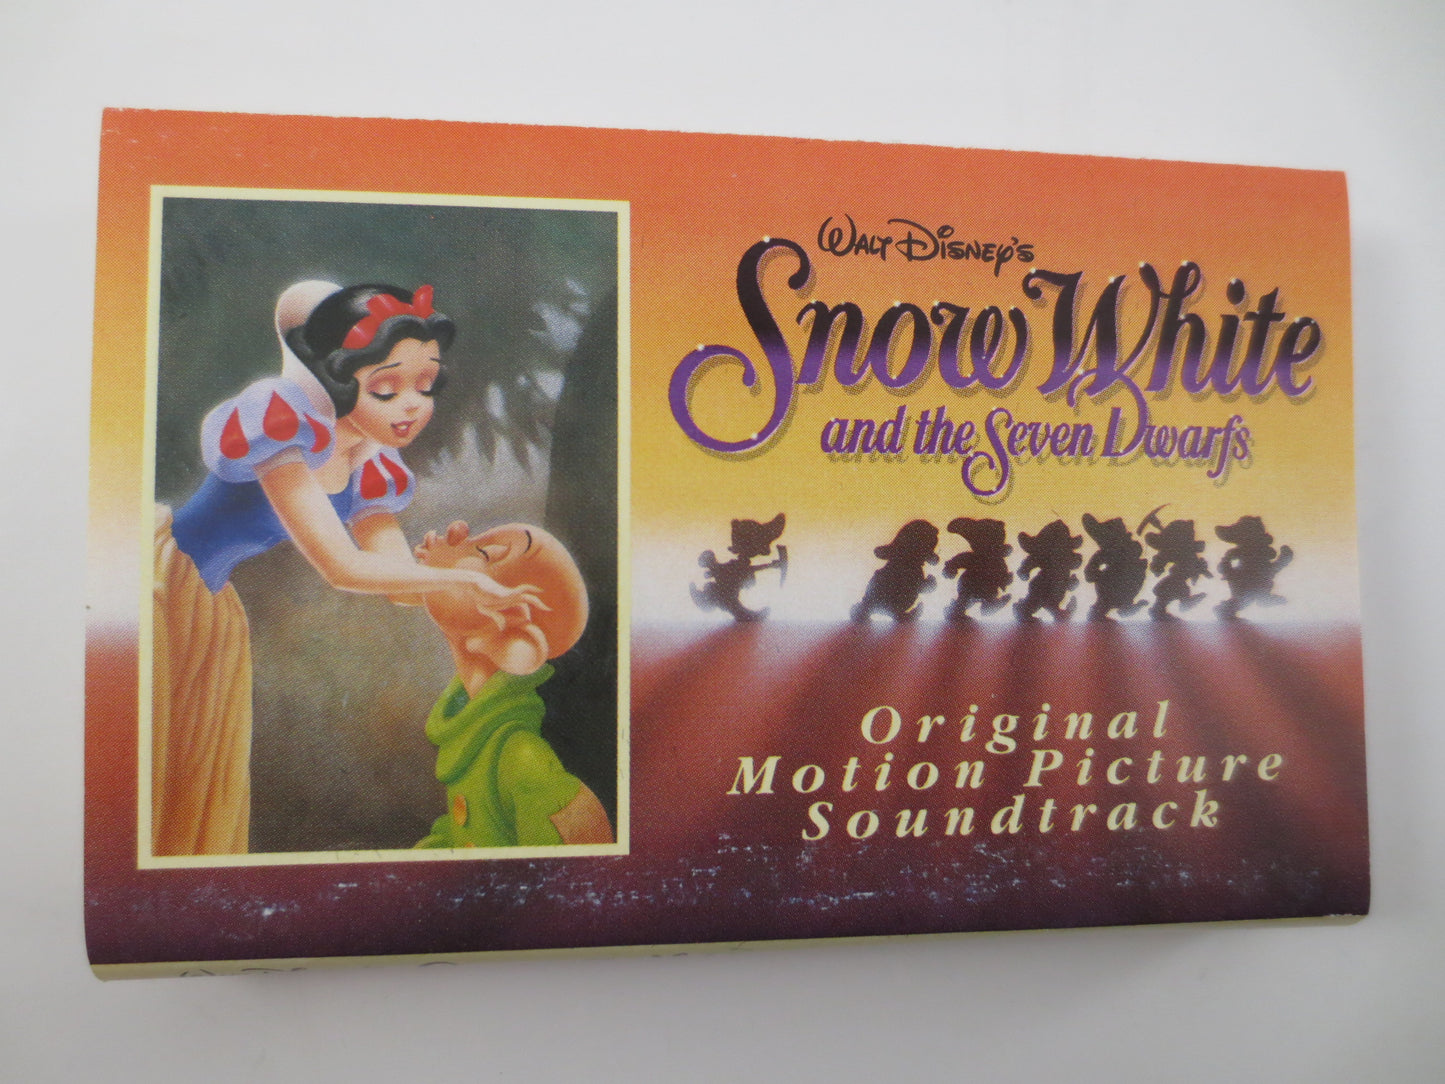 Walt Disney's
Snow White
and the Seven Dwarfs
Original
Motion Picture
Soundtrack